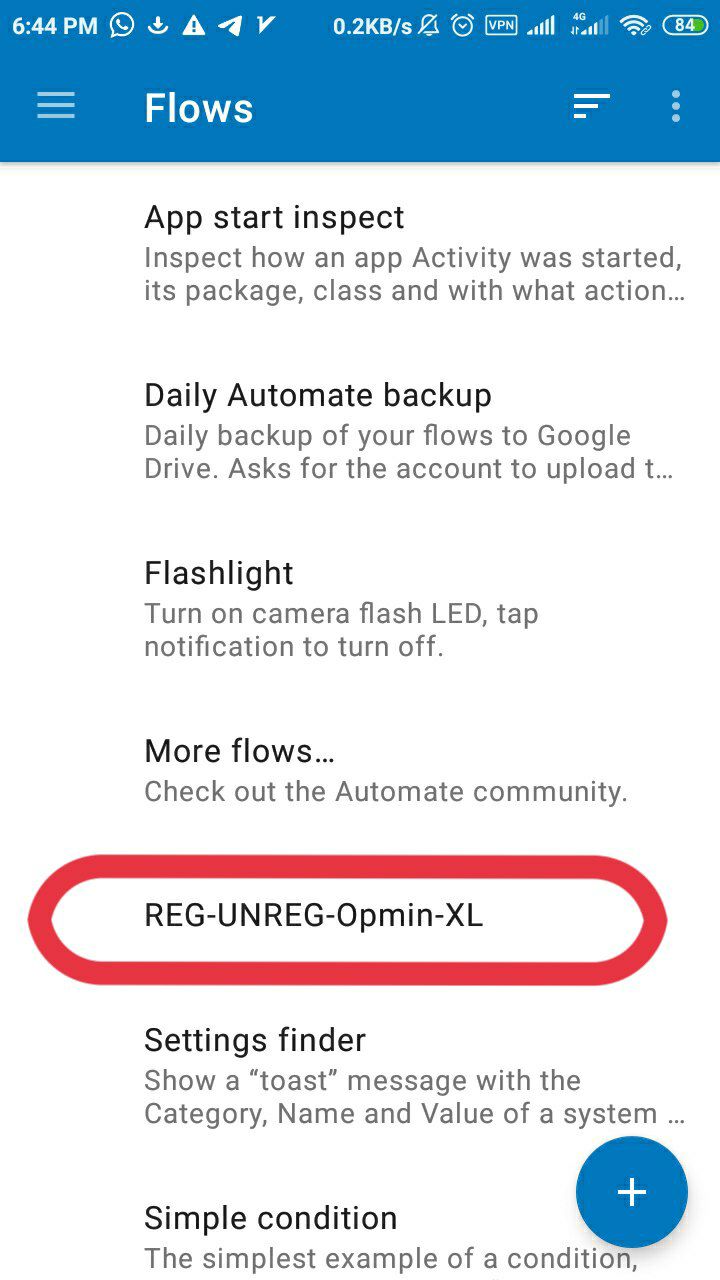 6:44 PM 0.2KB/s VPN 4G 84
Flows
App start inspect
Inspect how an app Activity was started,
its package, class and with what action…
Daily Automate backup
Daily backup of your flows to Google
Drive. Asks for the account to upload t…
Flashlight
Turn on camera flash LED, tap
notification to turn off.
More flows…
Check out the Automate community.
REG-UNREG-Opmin-XL
Settings finder
Show a “toast” message with the
Category, Name and Value of a system …
Simple condition
The simplest example of a condition,